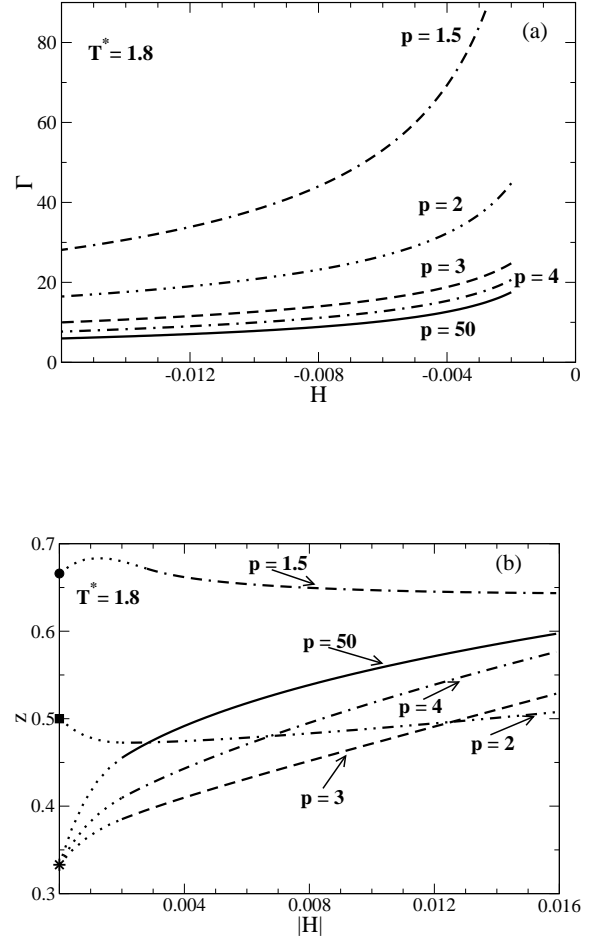 80
60
40
20
0
Γ
T* = 1.8
p = 1.5
(a)
p = 2
p = 3
p = 4
p = 50
-0.012 -0.008 -0.004 0
H
0.7
0.6
0.5
0.4
0.3
z
p = 1.5
(b)
T* = 1.8
p = 50
p = 4
p = 2
p = 3
0.004 0.008 0.012 0.016
|H|